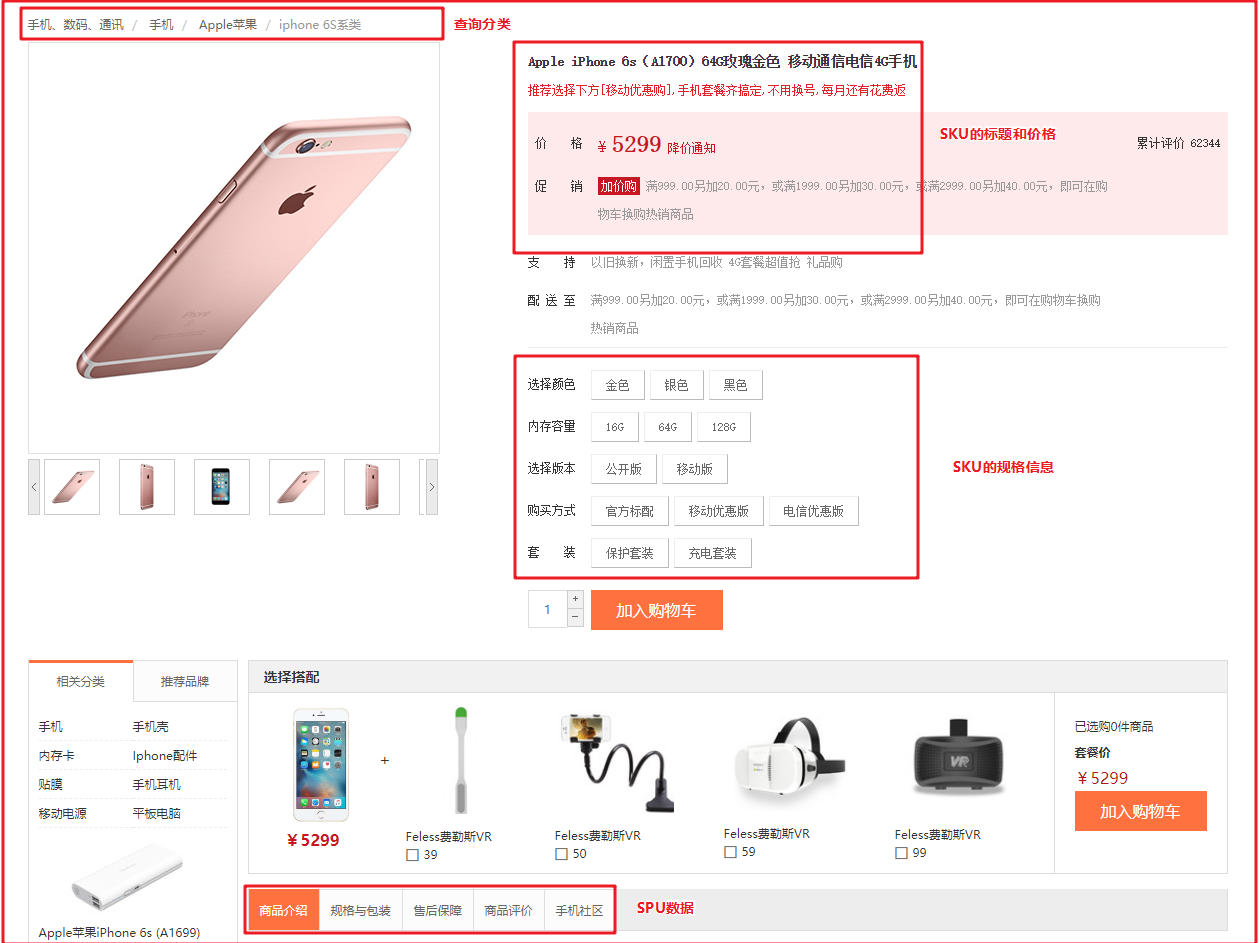 手机、数码、通讯 / 手机 / Apple苹果 / iphone 6S系类
查询分类
Apple iPhone 6s（A1700）64G玫瑰金色 移动通信电信4G手机
推荐选择下方[移动优惠购],手机套餐齐搞定,不用换号,每月还有花费返
价 格 ¥ 5299 降价通知
SKU的标题和价格
累计评价 62344
促 销 加价购 满999.00另加20.00元，或满1999.00另加30.00元，或满2999.00另加40.00元，即可在购
物车换购热销商品
支 持 以旧换新，闲置手机回收 4G套餐超值抢 礼品购
配 送 至 满999.00另加20.00元，或满1999.00另加30.00元，或满2999.00另加40.00元，即可在购物车换购
热销商品
选择颜色 金色 银色 黑色
内存容量 16G 64G 128G
选择版本 公开版 移动版
SKU的规格信息
购买方式 官方标配 移动优惠版 电信优惠版
套 装 保护套装 充电套装
1 + −
加入购物车
相关分类 推荐品牌
手机 手机壳
内存卡 Iphone配件
贴膜 手机耳机
移动电源 平板电脑
Apple苹果iPhone 6s (A1699)
选择搭配
+
￥5299
Feless费勒斯VR
39
Feless费勒斯VR
50
Feless费勒斯VR
59
VR
Feless费勒斯VR
99
已选购0件商品
套餐价
￥5299
加入购物车
商品介绍 规格与包装 售后保障 商品评价 手机社区
SPU数据